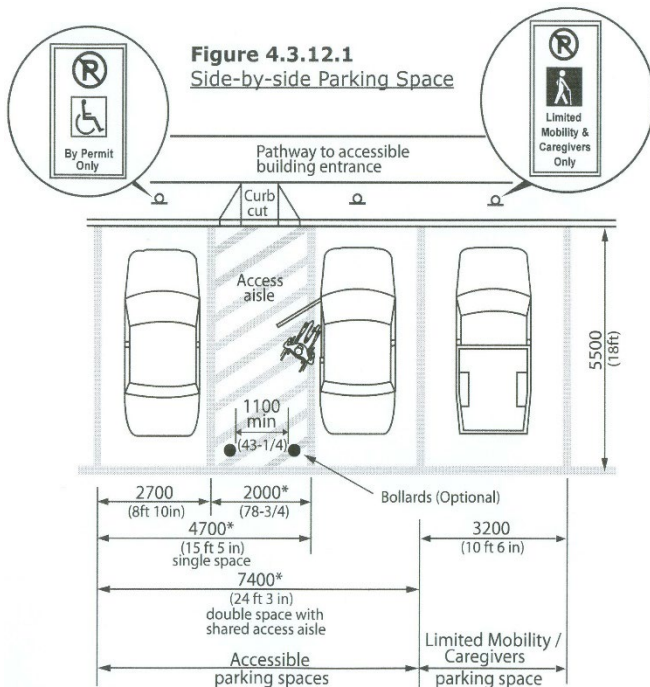 Figure 4.3.12.1
Side-by-side Parking Space
P
By Permit
Only
P
Limited
Mobility &
Caregivers
Only
Pathway to accessible
building entrance
Curb
cut
Access
aisle
5500
(18ft)
1100
min
(43-1/4)
Bollards (Optional)
2700
(8ft 10in)
2000*
(78-3/4)
4700*
(15 ft 5 in)
single space
3200
(10 ft 6 in)
7400*
(24 ft 3 in)
double space with
shared access aisle
Accessible
parking spaces
Limited Mobility /
Caregivers
parking space